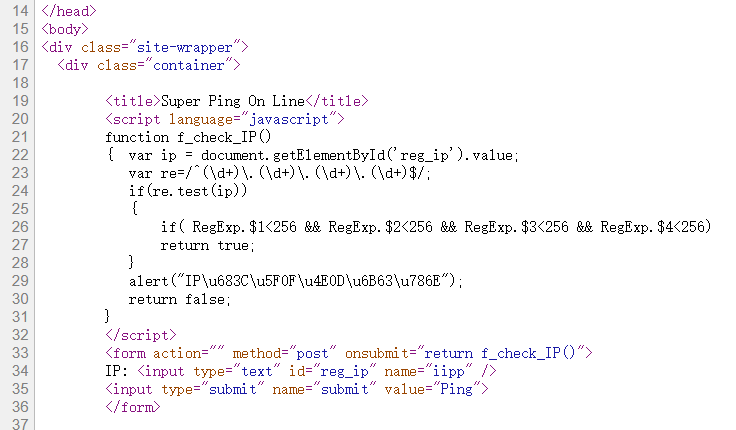 14 </head>
15 <body>
16 <div class="site-wrapper">
17   <div class="container">
18
19         <title>Super Ping On Line</title>
20         <script language="javascript">
21         function f_check_IP()
22         {  var ip = document.getElementById('reg_ip').value;
23            var re=/^(\d+)\.(\d+)\.(\d+)\.(\d+)$/;
24            if(re.test(ip))
25            {
26                if( RegExp.$1<256 && RegExp.$2<256 && RegExp.$3<256 && RegExp.$4<256)
27                return true;
28            }
29            alert("IP\u683C\u5F0F\u4E0D\u6B63\u786E");
30            return false;
31         }
32         </script>
33         <form action="" method="post" onsubmit="return f_check_IP()">
34         IP: <input type="text" id="reg_ip" name="iipp" />
35         <input type="submit" name="submit" value="Ping">
36         </form>
37